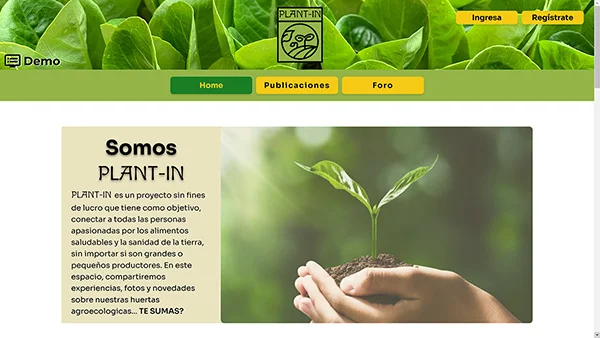 PLANT-IN
Ingresa
Regístrate
Demo
Home
Publicaciones
Foro
Somos
PLANT-IN
PLANT-IN es un proyecto sin fines
de lucro que tiene como objetivo,
conectar a todas las personas
apasionadas por los alimentos
saludables y la sanidad de la tierra,
sin importar si son grandes o
pequeños productores. En este
espacio, compartiremos
experiencias, fotos y novedades
sobre nuestras huertas
agroecologicas... TE SUMAS?